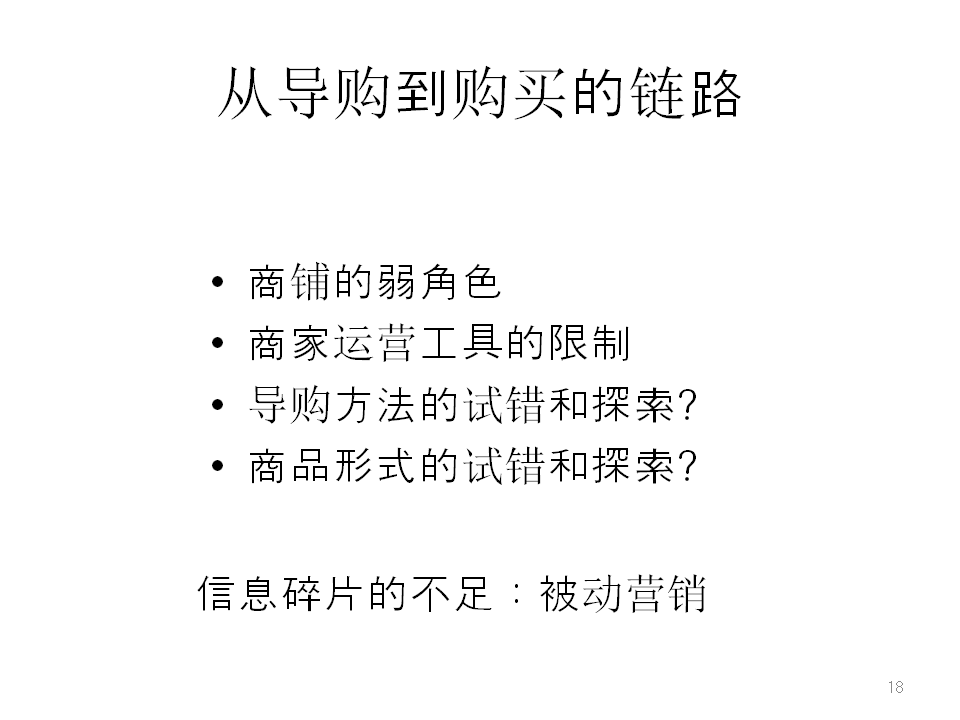 从导购到购买的链路
• 商铺的弱角色
• 商家运营工具的限制
• 导购方法的试错和探索?
• 商品形式的试错和探索?
信息碎片的不足：被动营销
18